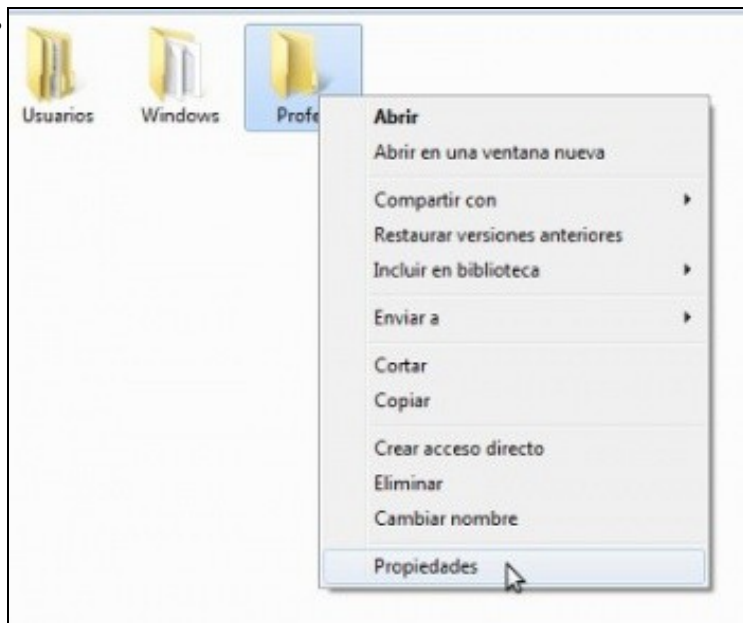 Usuarios
Windows
Profe
Abrir
Abrir en una ventana nueva
Compartir con
Restaurar versiones anteriores
Incluir en biblioteca
Enviar a
Cortar
Copiar
Crear acceso directo
Eliminar
Cambiar nombre
Propiedades